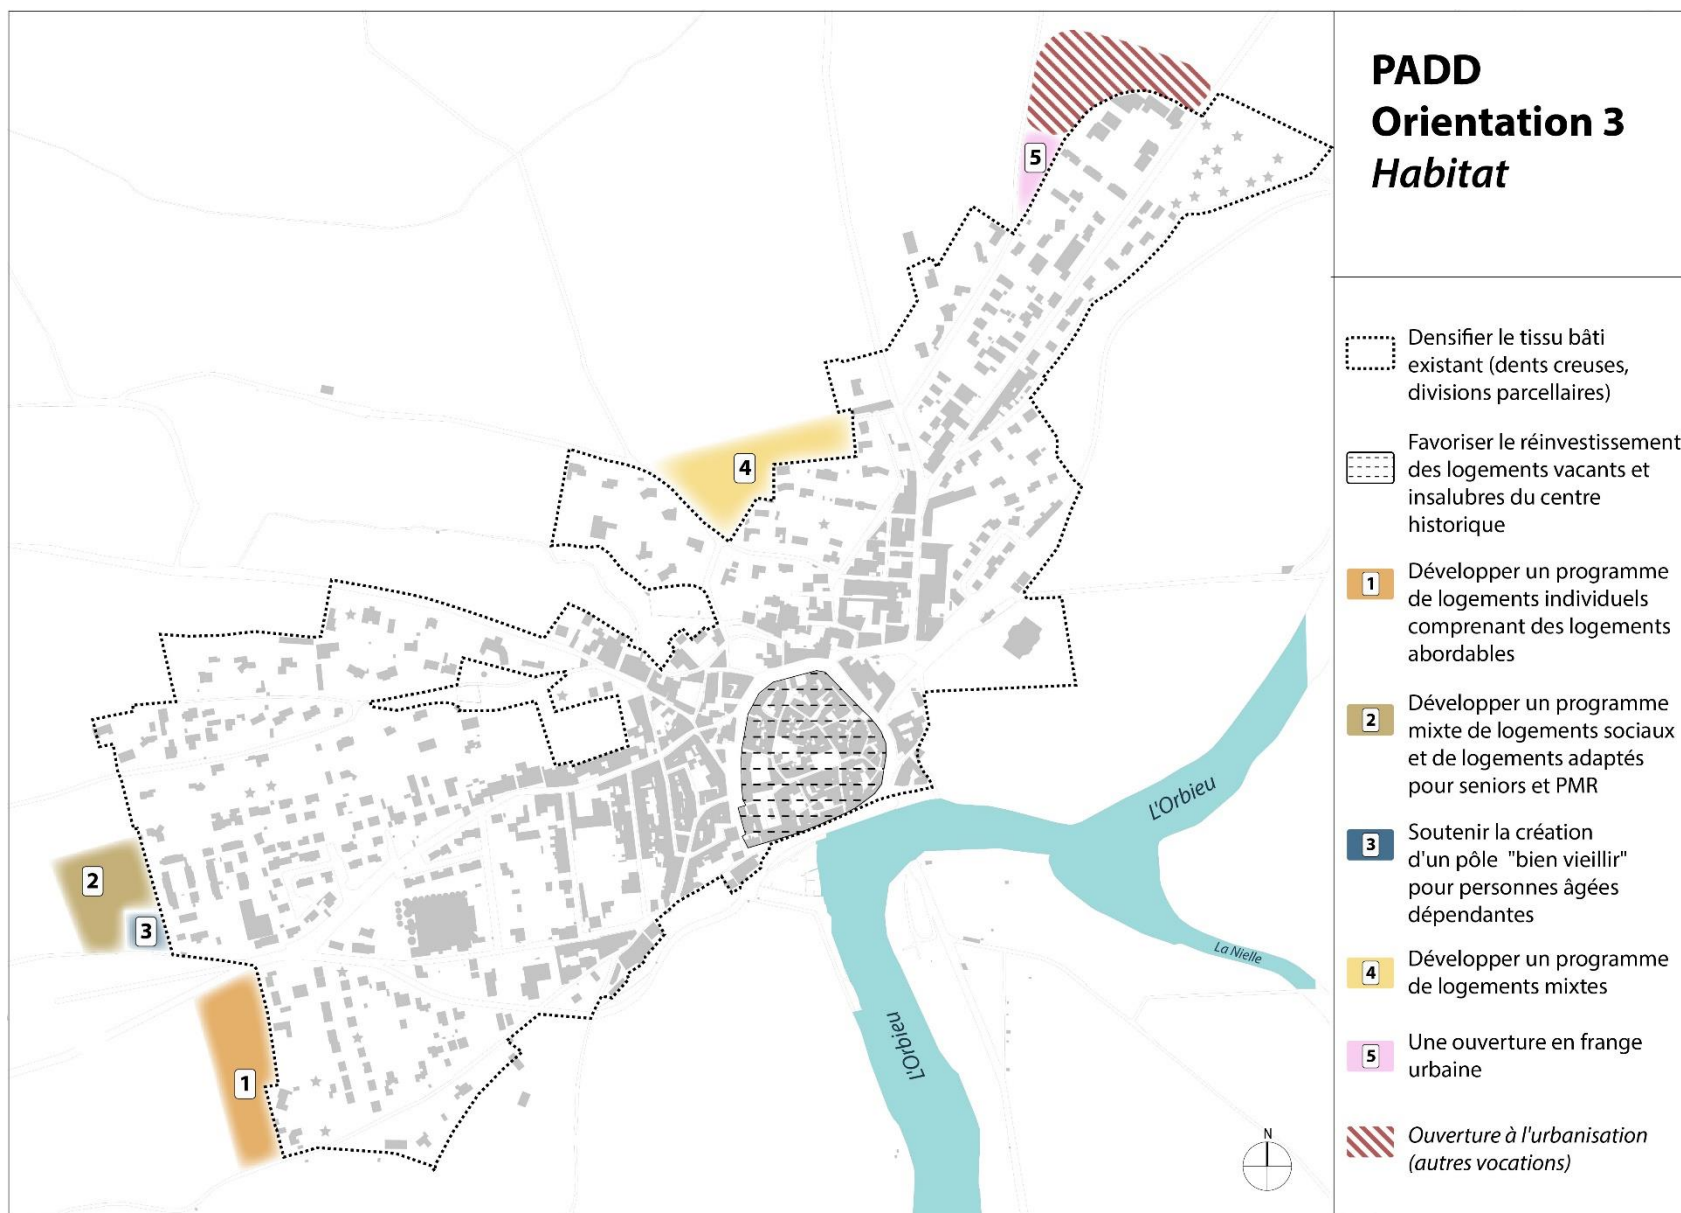 PADD
Orientation 3
Habitat
Densifier le tissu bâti
existant (dents creuses,
divisions parcellaires)
Favoriser le réinvestissement
des logements vacants et
insalubres du centre
historique
1
Développer un programme
de logements individuels
comprenant des logements
abordables
2
Développer un programme
mixte de logements sociaux
et de logements adaptés
pour seniors et PMR
3
Soutenir la création
d'un pôle "bien vieillir"
pour personnes âgées
dépendantes
4
Développer un programme
de logements mixtes
5
Une ouverture en frange
urbaine
Ouverture à l'urbanisation
(autres vocations)
5
4
2
3
1
L'Orbieu
La Nielle
L'Orbieu
N